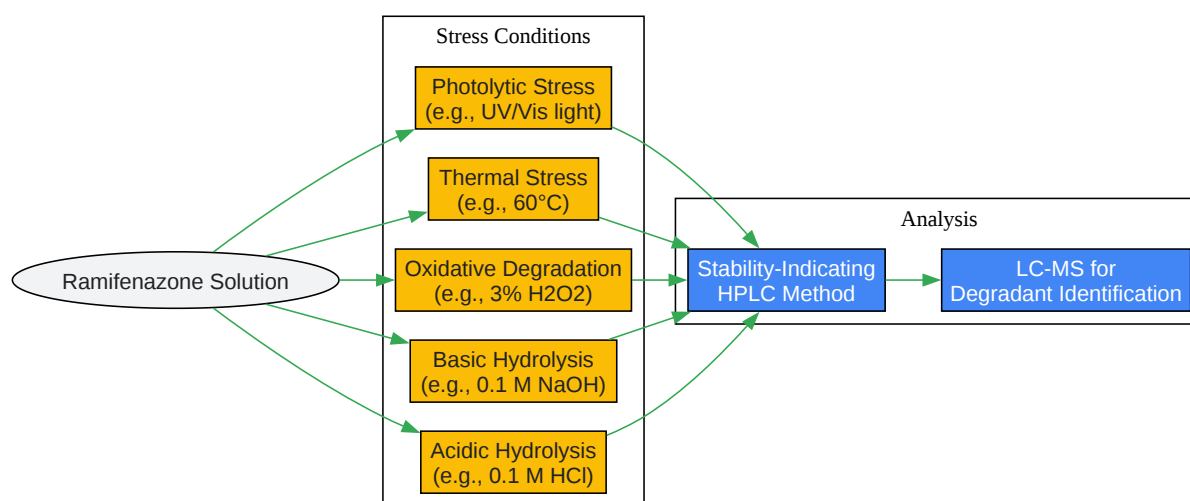 Stress Conditions
Photolytic Stress
(e.g., UV/Vis light)
Thermal Stress
(e.g., 60°C)
Analysis
Ramifenazone Solution
Oxidative Degradation
(e.g., 3% H2O2)
Stability-Indicating
HPLC Method
LC-MS for
Degradant Identification
Basic Hydrolysis
(e.g., 0.1 M NaOH)
Acidic Hydrolysis
(e.g., 0.1 M HCl)